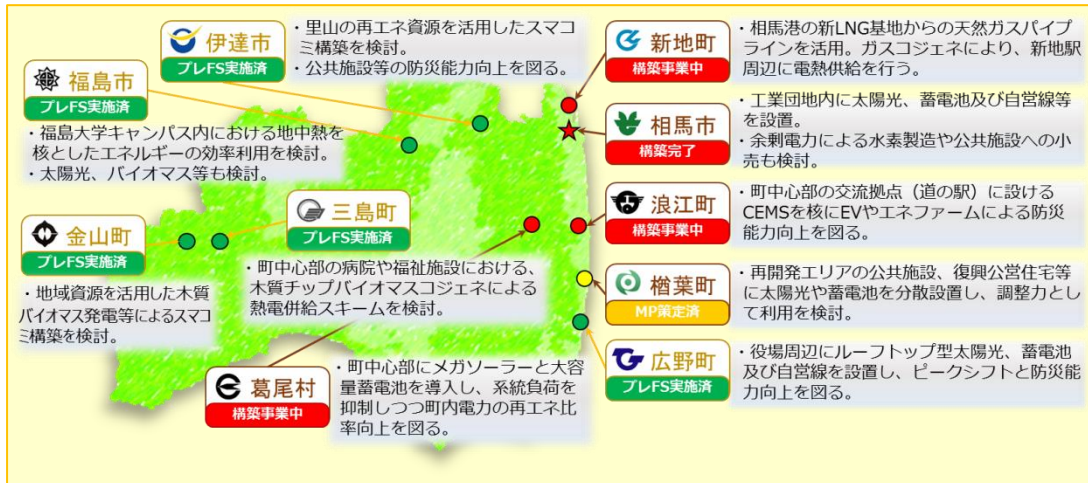 伊達市
プレFS実施済
・里山の再エネ資源を活用したスマコ
ミ構築を検討。
・公共施設等の防災能力向上を図る。
新地町
構築事業中
・相馬港の新LNG基地からの天然ガスパイプ
ラインを活用。ガスコジェネにより、新地駅
周辺に電熱供給を行う。
福島市
プレFS実施済
・福島大学キャンパス内における地中熱を
核としたエネルギーの効率利用を検討。
・太陽光、バイオマス等も検討。
相馬市
構築完了
・工業団地内に太陽光、蓄電池及び自営線等
を設置。
・余剰電力による水素製造や公共施設への小
売も検討。
三島町
プレFS実施済
・町中心部の病院や福祉施設における、
木質チップバイオマスコジェネによる
熱電併給スキームを検討。
浪江町
構築事業中
・町中心部の交流拠点（道の駅）に設ける
CEMSを核にEVやエネファームによる防災
能力向上を図る。
金山町
プレFS実施済
・地域資源を活用した木質
バイオマス発電等によるスマコ
ミ構築を検討。
楢葉町
MP策定済
・再開発エリアの公共施設、復興公営住宅等
に太陽光や蓄電池を分散設置し、調整力とし
て利用を検討。
葛尾村
構築事業中
・町中心部にメガソーラーと大容
量蓄電池を導入し、系統負荷を
抑制しつつ町内電力の再エネ比
率向上を図る。
広野町
プレFS実施済
・役場周辺にルーフトップ型太陽光、蓄電池
及び自営線を設置し、ピークシフトと防災能
力向上を図る。